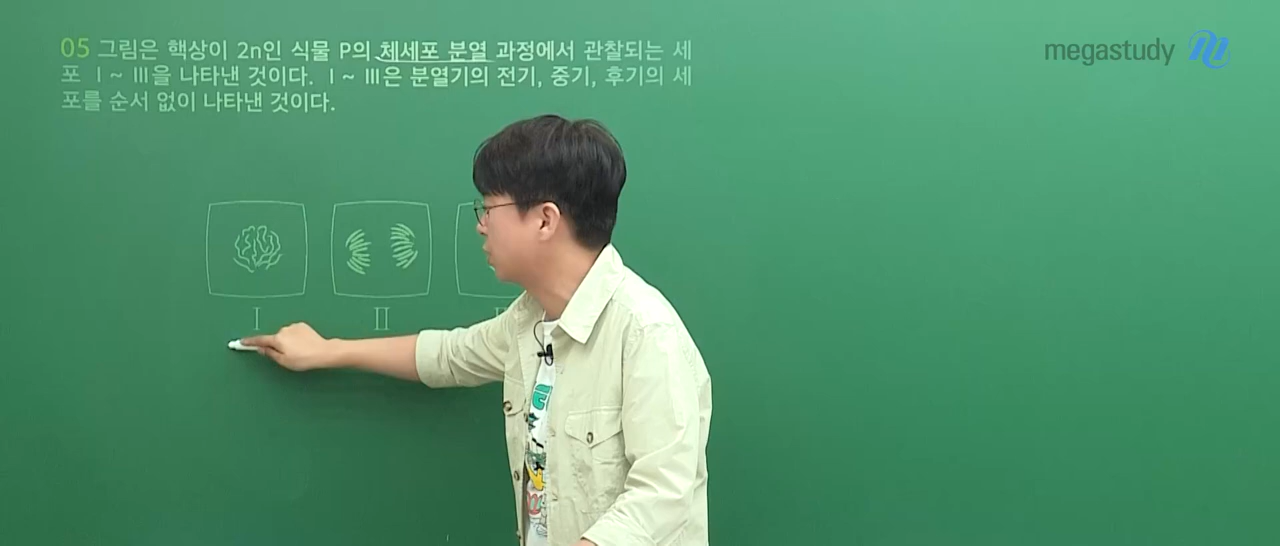 05 그림은 핵상이 2n인 식물 P의 체세포 분열 과정에서 관찰되는 세
포 Ⅰ ~ Ⅲ을 나타낸 것이다. Ⅰ ~ Ⅲ은 분열기의 전기, 중기, 후기의 세
포를 순서 없이 나타낸 것이다.
megastudy
Ⅰ Ⅱ